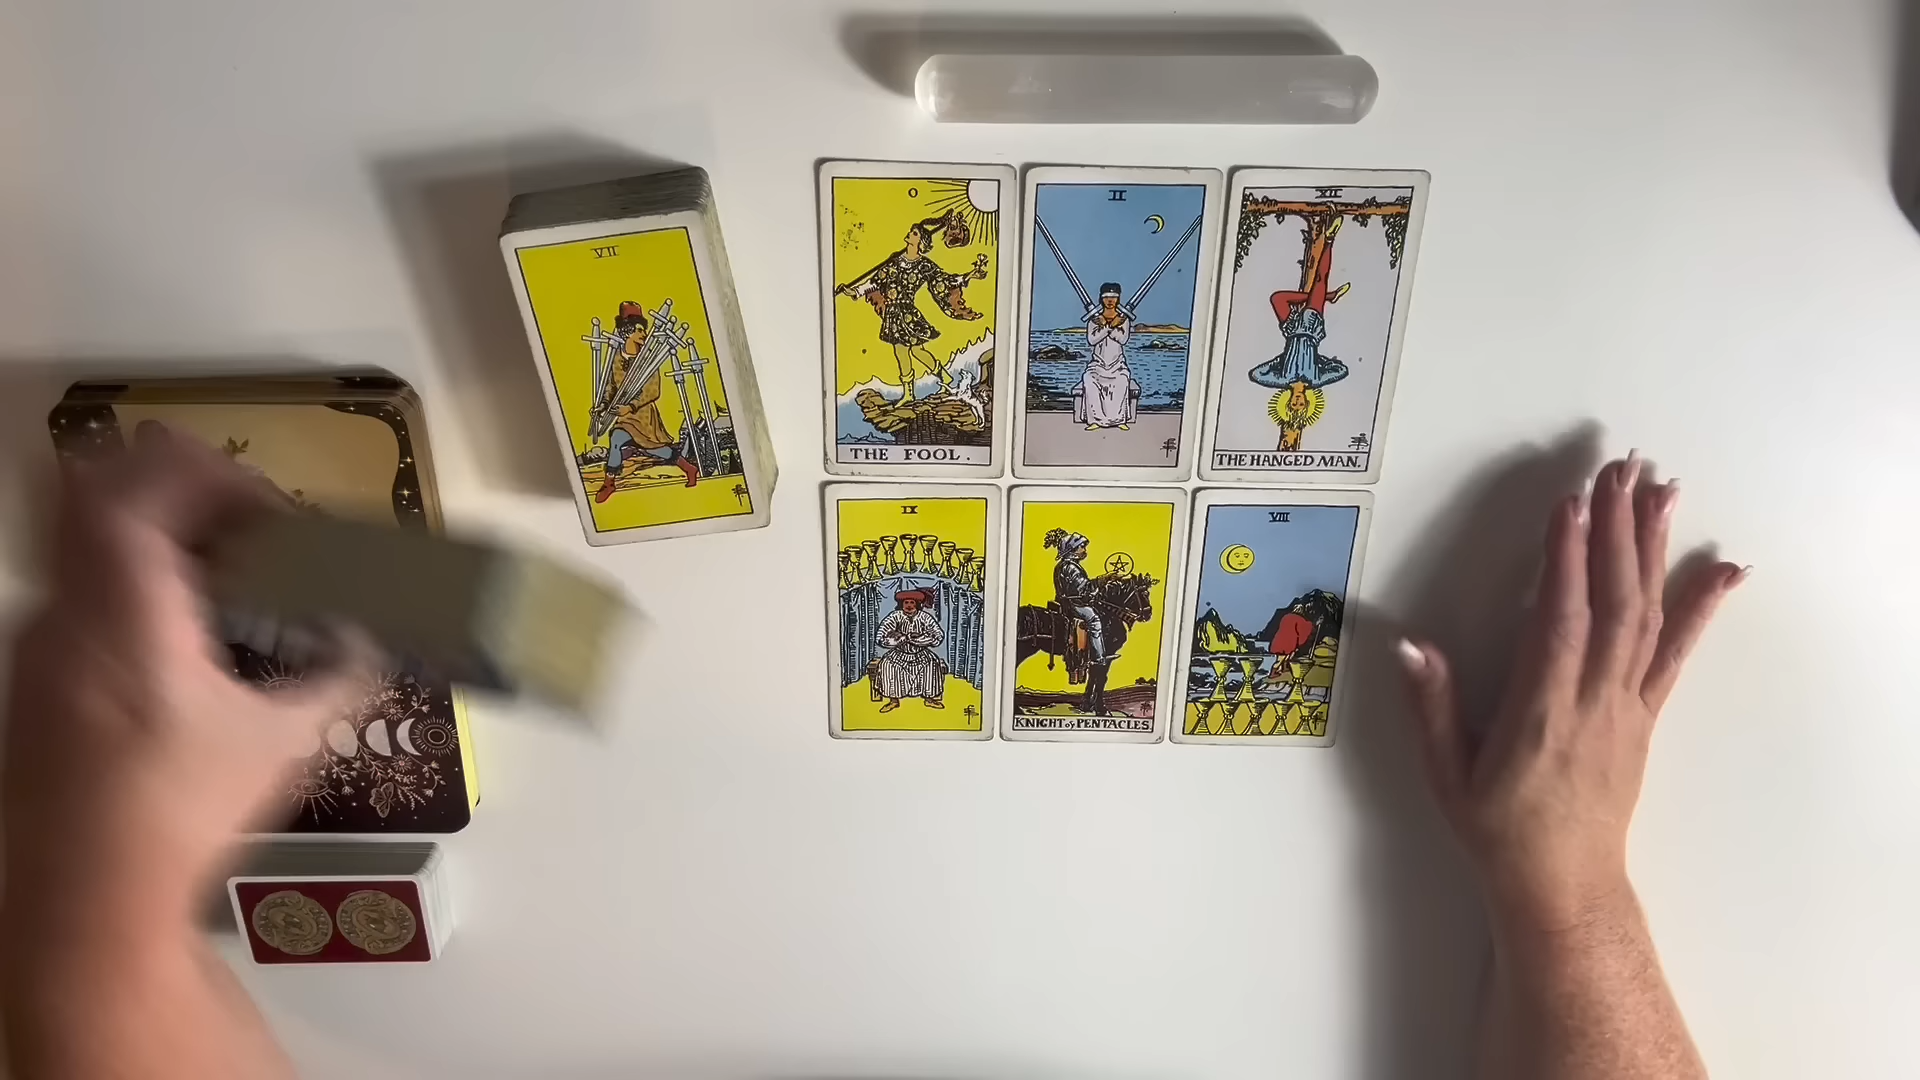 0
THE FOOL.
II
XII
THE HANGED MAN.
VII
IX
KNIGHT of PENTACLES.
VIII